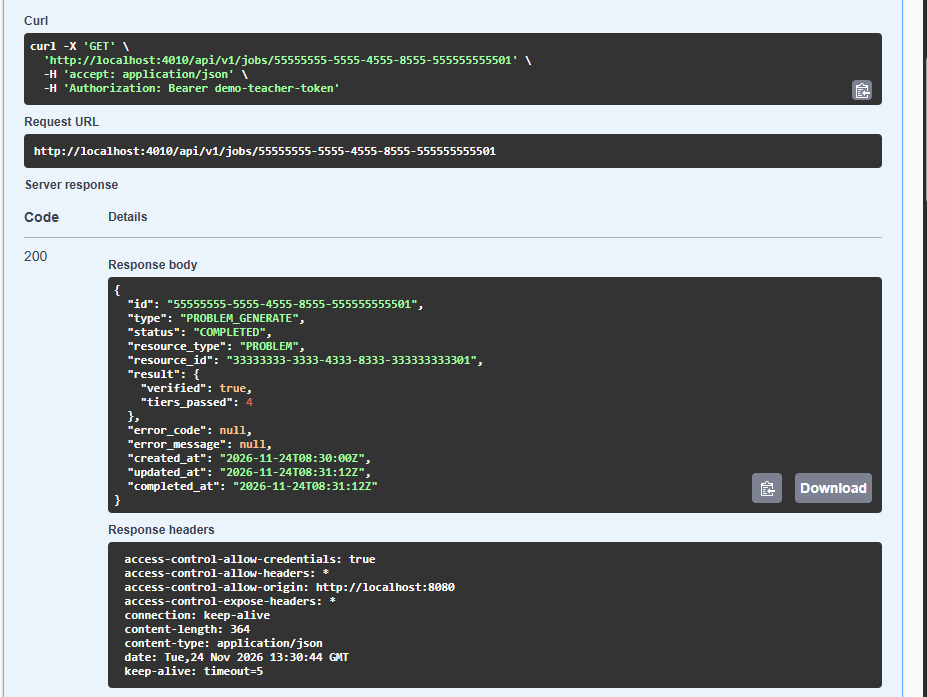 Curl
curl -X 'GET' \
  'http://localhost:4010/api/v1/jobs/55555555-5555-4555-8555-555555555501' \
  -H 'accept: application/json' \
  -H 'Authorization: Bearer demo-teacher-token'
Request URL
http://localhost:4010/api/v1/jobs/55555555-5555-4555-8555-555555555501
Server response
Code Details
200
Response body
{
  "id": "55555555-5555-4555-8555-555555555501",
  "type": "PROBLEM_GENERATE",
  "status": "COMPLETED",
  "resource_type": "PROBLEM",
  "resource_id": "33333333-3333-4333-8333-333333333301",
  "result": {
    "verified": true,
    "tiers_passed": 4
  },
  "error_code": null,
  "error_message": null,
  "created_at": "2026-11-24T08:30:00Z",
  "updated_at": "2026-11-24T08:31:12Z",
  "completed_at": "2026-11-24T08:31:12Z"
}
Download
Response headers
access-control-allow-credentials: true
access-control-allow-headers: *
access-control-allow-origin: http://localhost:8080
access-control-expose-headers: *
connection: keep-alive
content-length: 364
content-type: application/json
date: Tue,24 Nov 2026 13:30:44 GMT
keep-alive: timeout=5